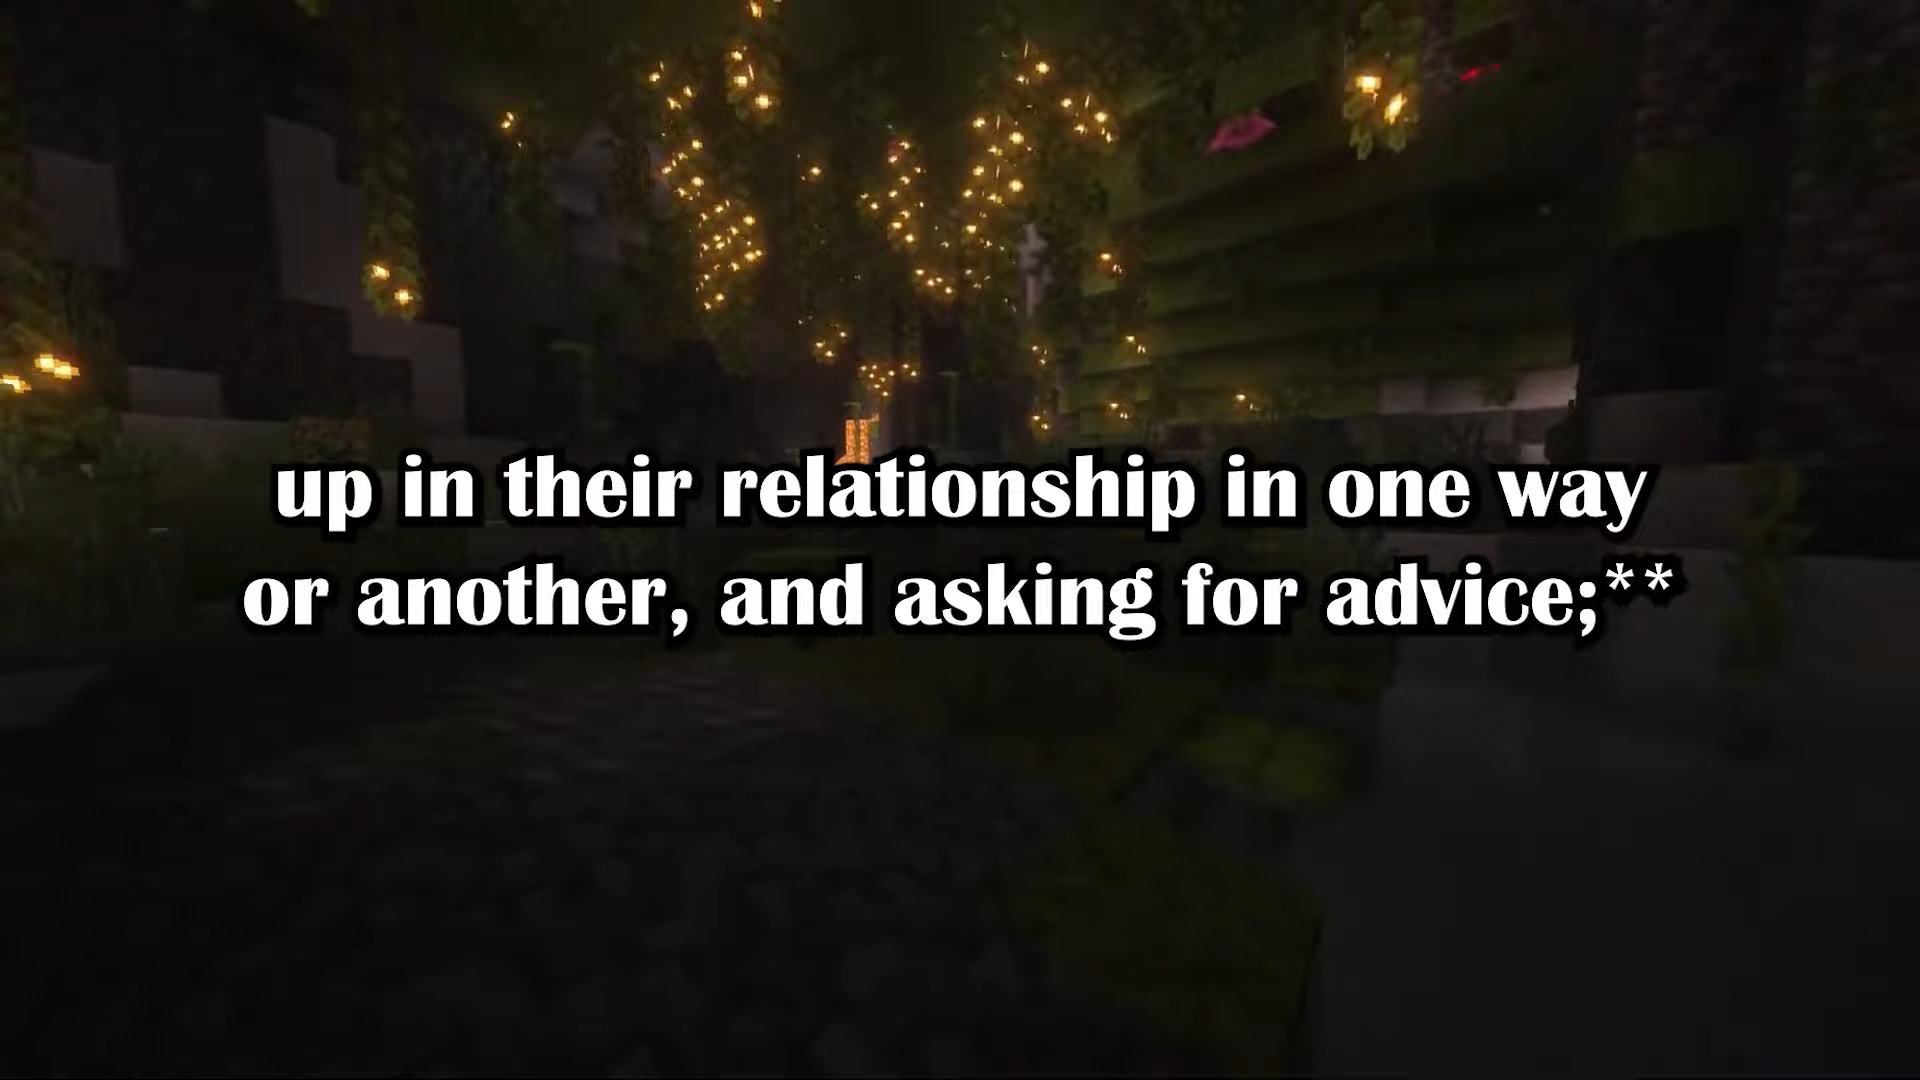 up in their relationship in one way
or another, and asking for advice;**